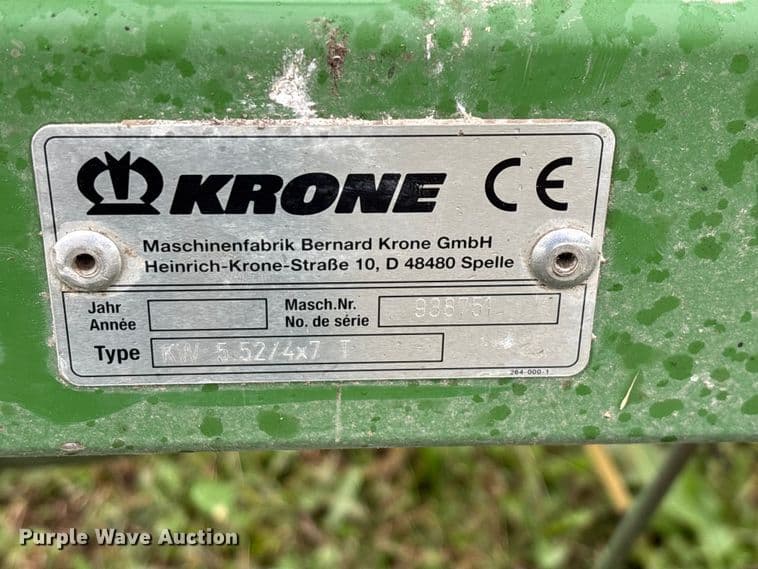 KRONE CE
Maschinenfabrik Bernard Krone GmbH
Heinrich-Krone-Straße 10, D 48480 Spelle
Jahr
Année
Masch.Nr.
No. de série
988751
Type KW 5.52/4x7 T
264-000-1
Purple Wave Auction